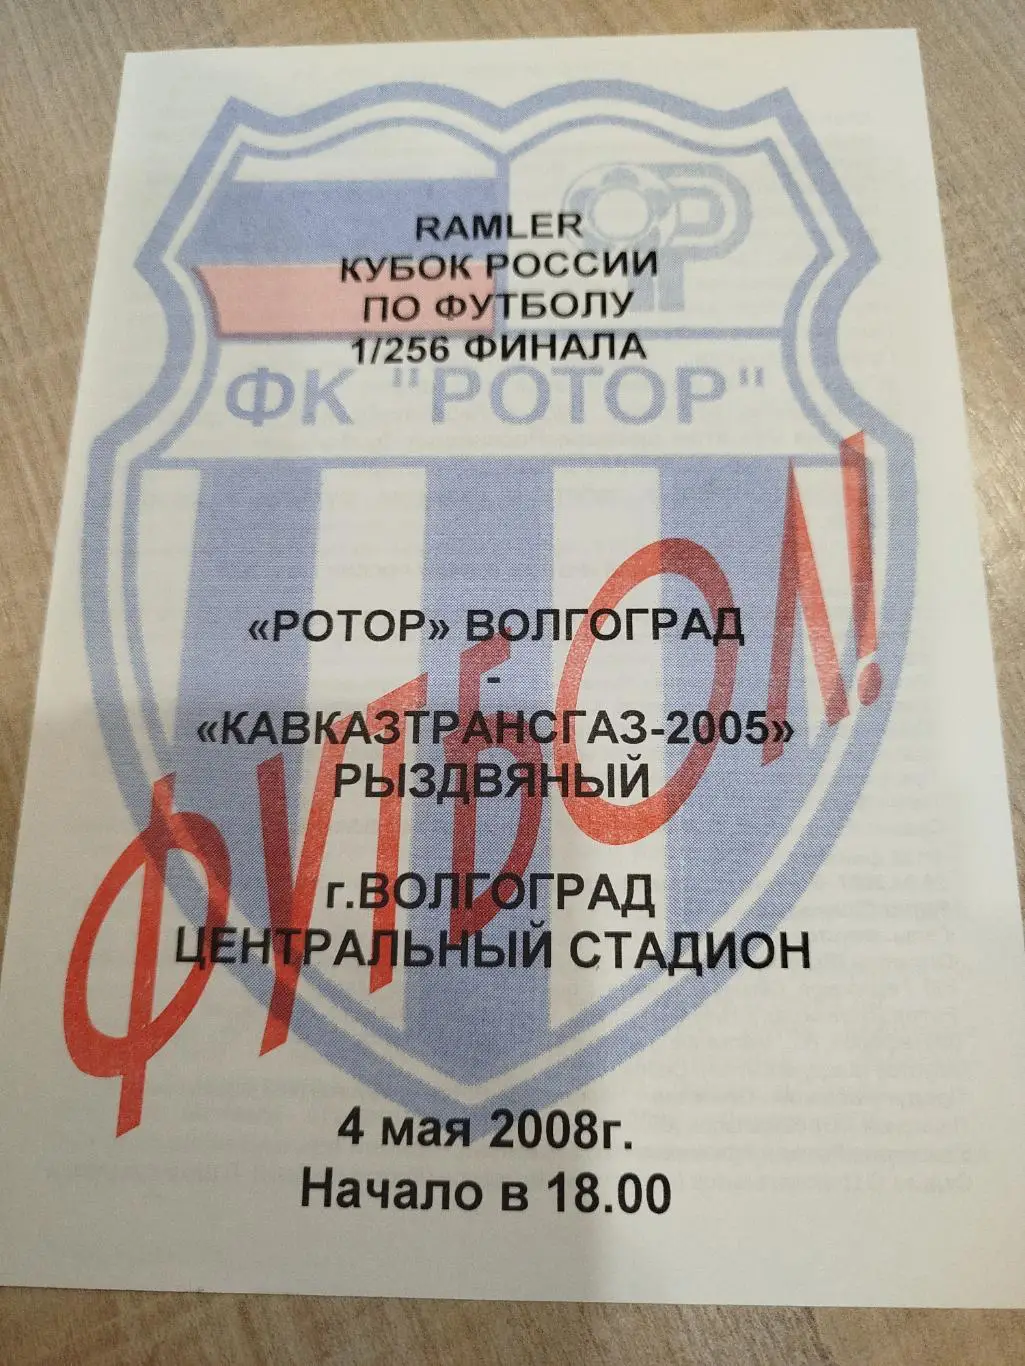 RAMLER
КУБОК РОССИИ
ПО ФУТБОЛУ
1/256 ФИНАЛА
ФК "РОТОР"
«РОТОР» ВОЛГОГРАД
-
«КАВКАЗТРАНСГАЗ-2005»
РЫЗДВЯНЫЙ
ФУТБОЛ!
г.ВОЛГОГРАД
ЦЕНТРАЛЬНЫЙ СТАДИОН
4 мая 2008г.
Начало в 18.00